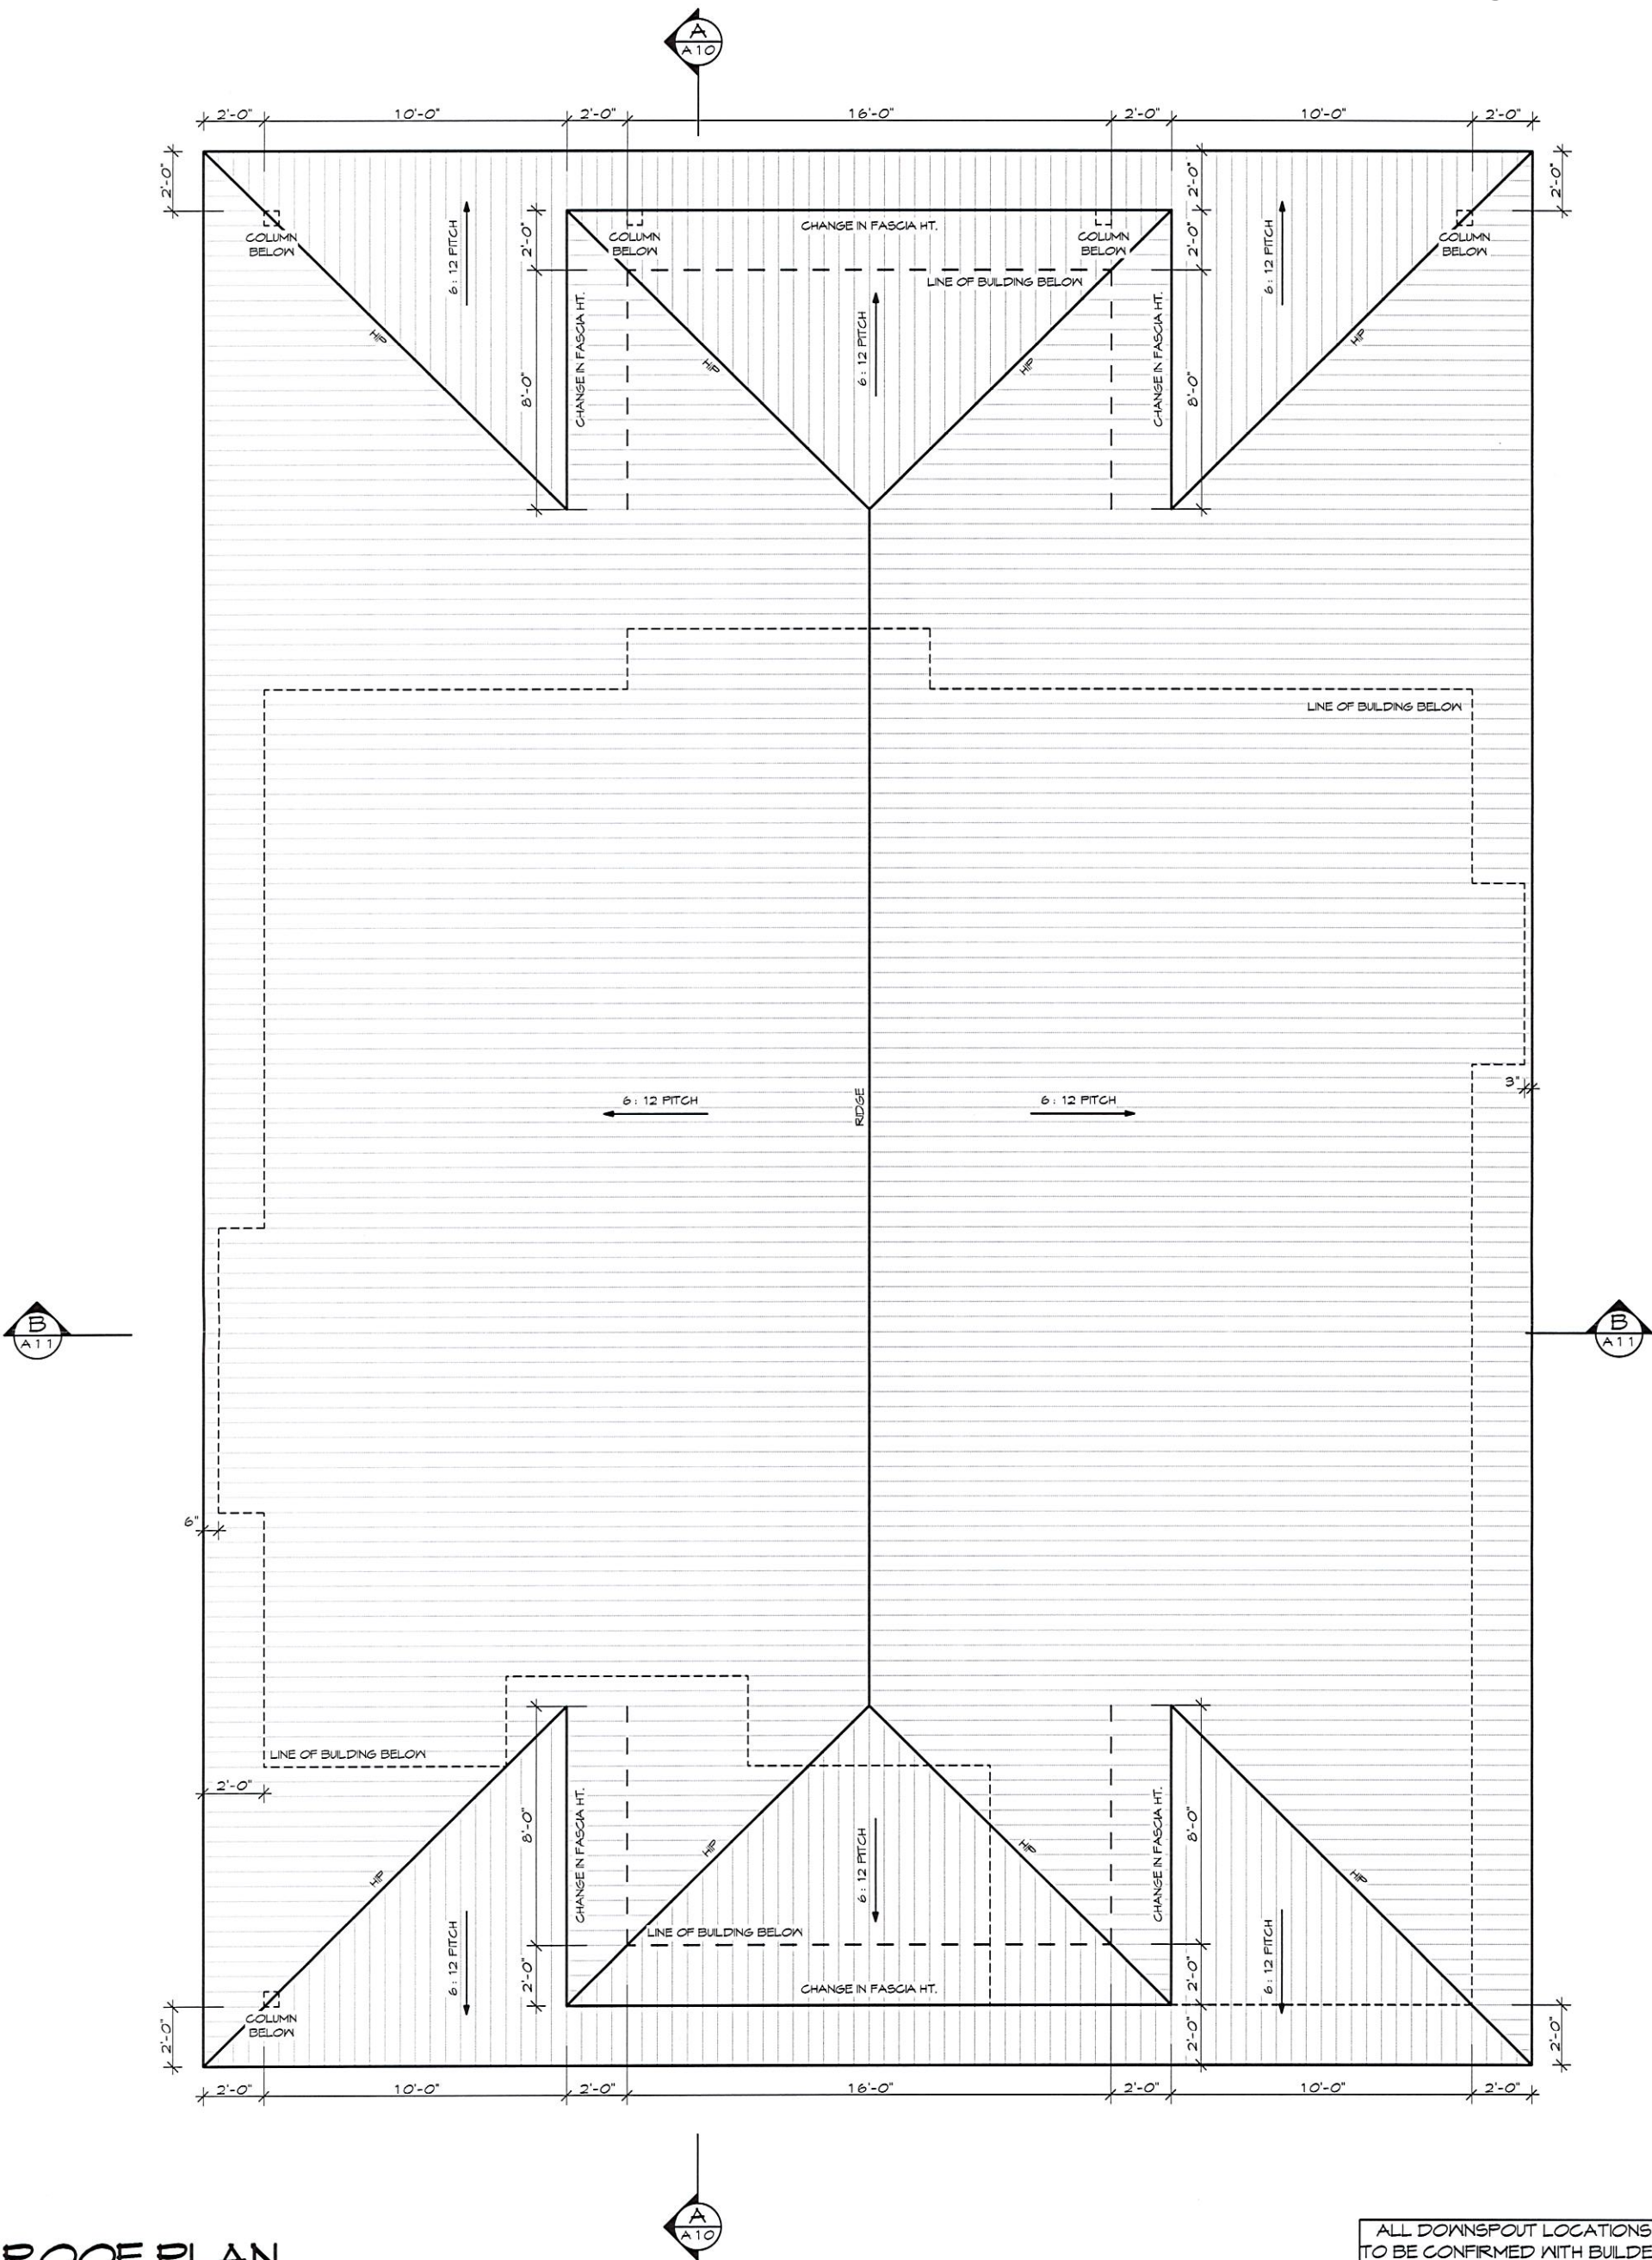 A
A10
2'-0" 10'-0" 2'-0" 16'-0" 2'-0" 10'-0" 2'-0"
2'-0"
2'-0"
2'-0"
COLUMN
BELOW
6 : 12 PITCH
2'-0"
COLUMN
BELOW
CHANGE IN FASCIA HT.
COLUMN
BELOW
2'-0"
6 : 12 PITCH
COLUMN
BELOW
LINE OF BUILDING BELOW
HIP
8'-0"
CHANGE IN FASCIA HT.
HIP
6 : 12 PITCH
HIP
CHANGE IN FASCIA HT.
8'-0"
HIP
LINE OF BUILDING BELOW
3"
6 : 12 PITCH
RIDGE
6 : 12 PITCH
B
A11
B
A11
6"
LINE OF BUILDING BELOW
2'-0"
8'-0"
CHANGE IN FASCIA HT.
HIP
6 : 12 PITCH
HIP
CHANGE IN FASCIA HT.
8'-0"
HIP
HIP
LINE OF BUILDING BELOW
6 : 12 PITCH
2'-0"
CHANGE IN FASCIA HT.
2'-0"
6 : 12 PITCH
COLUMN
BELOW
2'-0"
2'-0"
2'-0"
2'-0" 10'-0" 2'-0" 16'-0" 2'-0" 10'-0" 2'-0"
A
A10
ROOF PLAN
ALL DOWNSPOUT LOCATIONS
TO BE CONFIRMED WITH BUILDE